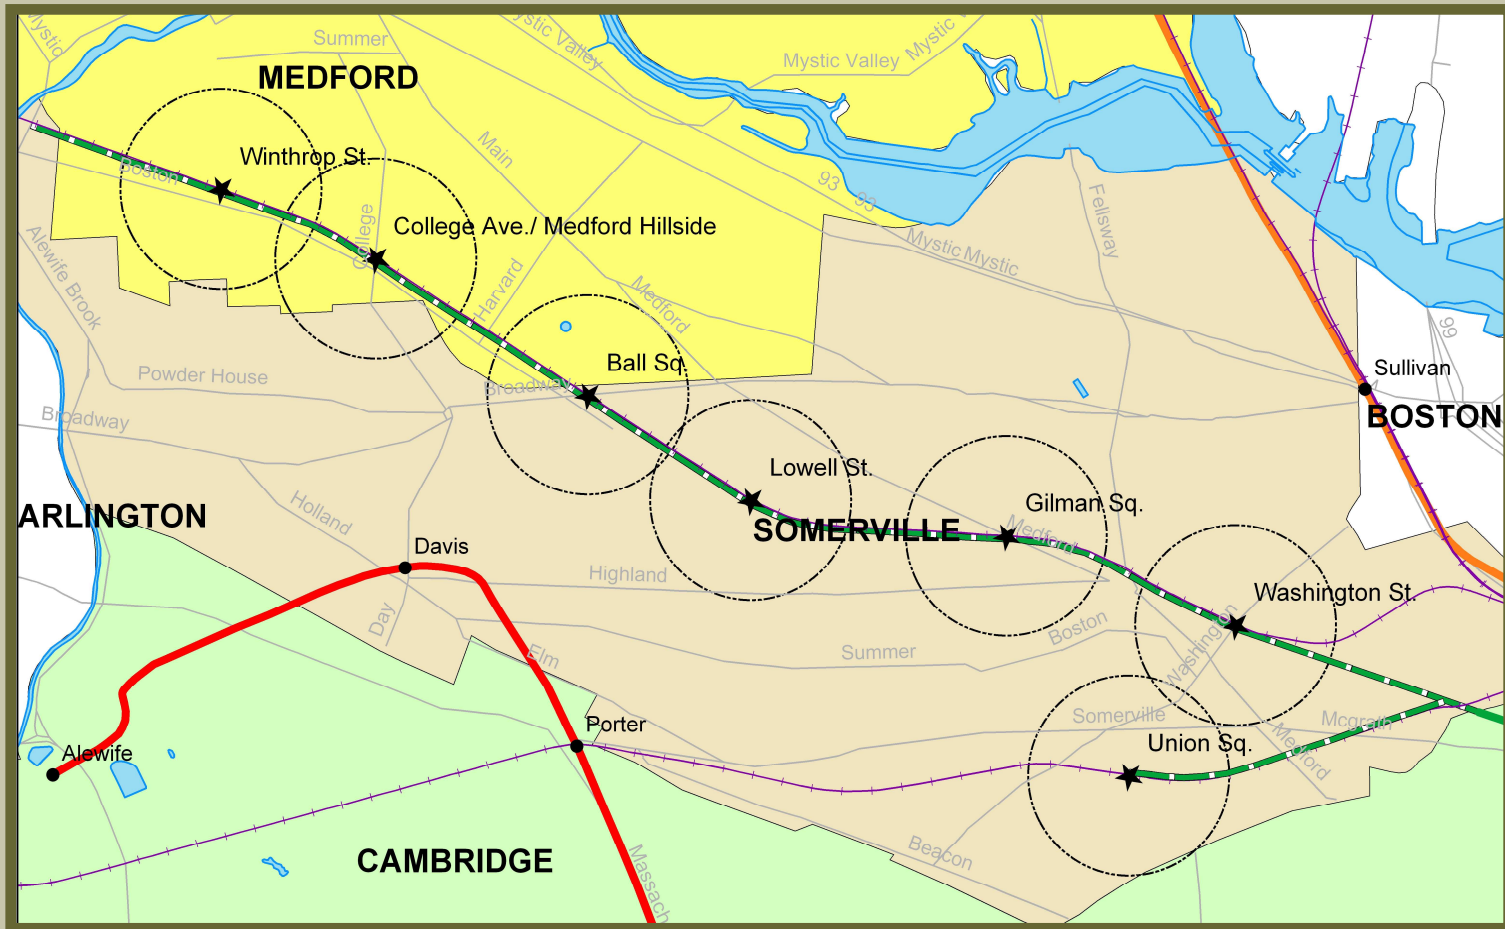 Mystic
Summer
Mystic Valley
Mystic Valley
MEDFORD
Main
Winthrop St.
Boston
93
93
College
College Ave./ Medford Hillside
Fellsway
Mystic
Mystic
Alewife Brook
Harvard
Medford
99
Ball Sq.
Powder House
Broadway
Sullivan
BOSTON
Broadway
Lowell St.
Holland
ARLINGTON
SOMERVILLE
Gilman Sq.
Medford
Davis
Highland
Washington St.
Day
Boston
Washington
Summer
Elm
Somerville
Mcgrath
Porter
Union Sq.
Medford
Alewife
CAMBRIDGE
Beacon
Massach